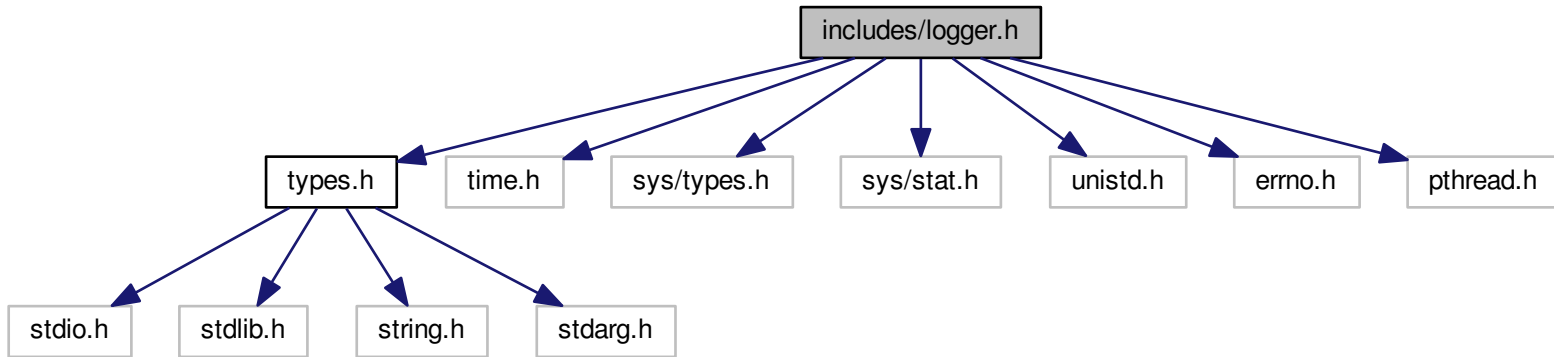 includes/logger.h
types.h
time.h
sys/types.h
sys/stat.h
unistd.h
errno.h
pthread.h
stdio.h
stdlib.h
string.h
stdarg.h